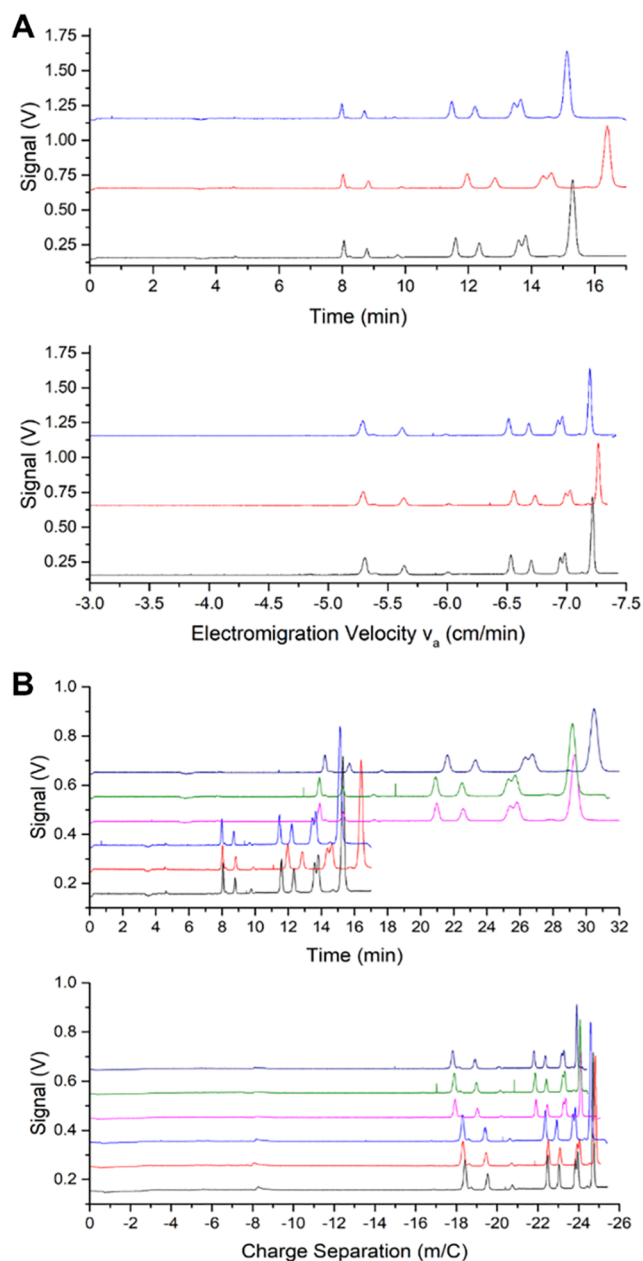 A
Signal (V)
1.75
1.50
1.25
1.00
0.75
0.50
0.25
0 2 4 6 8 10 12 14 16
Time (min)
Signal (V)
1.75
1.50
1.25
1.00
0.75
0.50
0.25
-3.0 -3.5 -4.0 -4.5 -5.0 -5.5 -6.0 -6.5 -7.0 -7.5
Electromigration Velocity va (cm/min)
B
Signal (V)
1.0
0.8
0.6
0.4
0.2
0 2 4 6 8 10 12 14 16 18 20 22 24 26 28 30 32
Time (min)
Signal (V)
1.0
0.8
0.6
0.4
0.2
0 -2 -4 -6 -8 -10 -12 -14 -16 -18 -20 -22 -24 -26
Charge Separation (m/C)